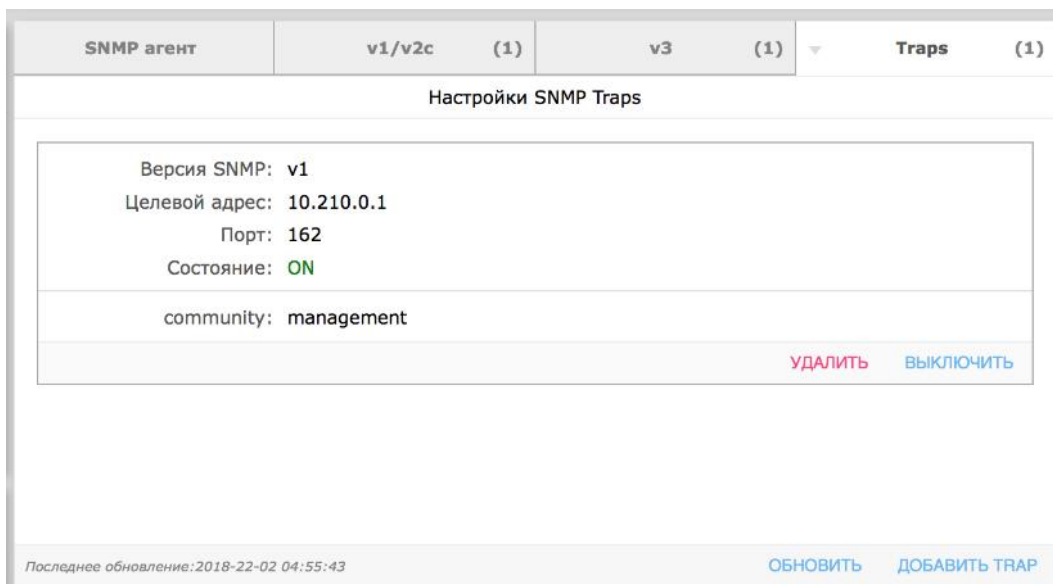 SNMP агент v1/v2c (1) v3 (1) Traps (1)
Настройки SNMP Traps
Версия SNMP: v1
Целевой адрес: 10.210.0.1
Порт: 162
Состояние: ON
community: management
УДАЛИТЬ ВЫКЛЮЧИТЬ
Последнее обновление:2018-22-02 04:55:43 ОБНОВИТЬ ДОБАВИТЬ TRAP